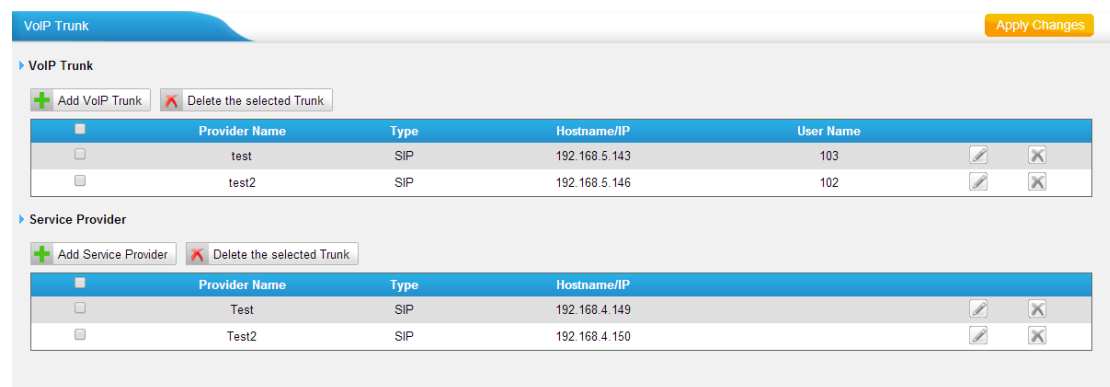 VoIP Trunk
Apply Changes
VoIP Trunk
Add VoIP Trunk Delete the selected Trunk
Provider Name Type Hostname/IP User Name
test SIP 192.168.5.143 103
test2 SIP 192.168.5.146 102
Service Provider
Add Service Provider Delete the selected Trunk
Provider Name Type Hostname/IP
Test SIP 192.168.4.149
Test2 SIP 192.168.4.150